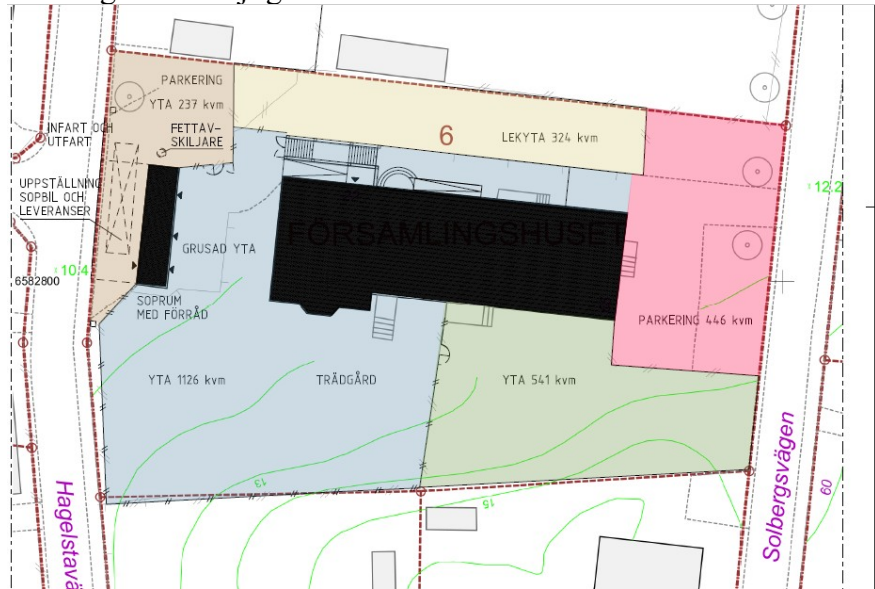 PARKERING
YTA 237 kvm
INFART OCH
UTFART
FETTAV-
SKILJARE
6
LEKYTA 324 kvm
UPPSTÄLLNING
SOPBIL OCH
LEVERANSER
12.2
GRUSAD YTA
FÖRSAMLINGSHUSET
10.4
6582800
SOPRUM
MED FÖRRÅD
PARKERING 446 kvm
YTA 1126 kvm
TRÄDGÅRD
YTA 541 kvm
13
15
Hagelstavä
Solbergsvägen
60